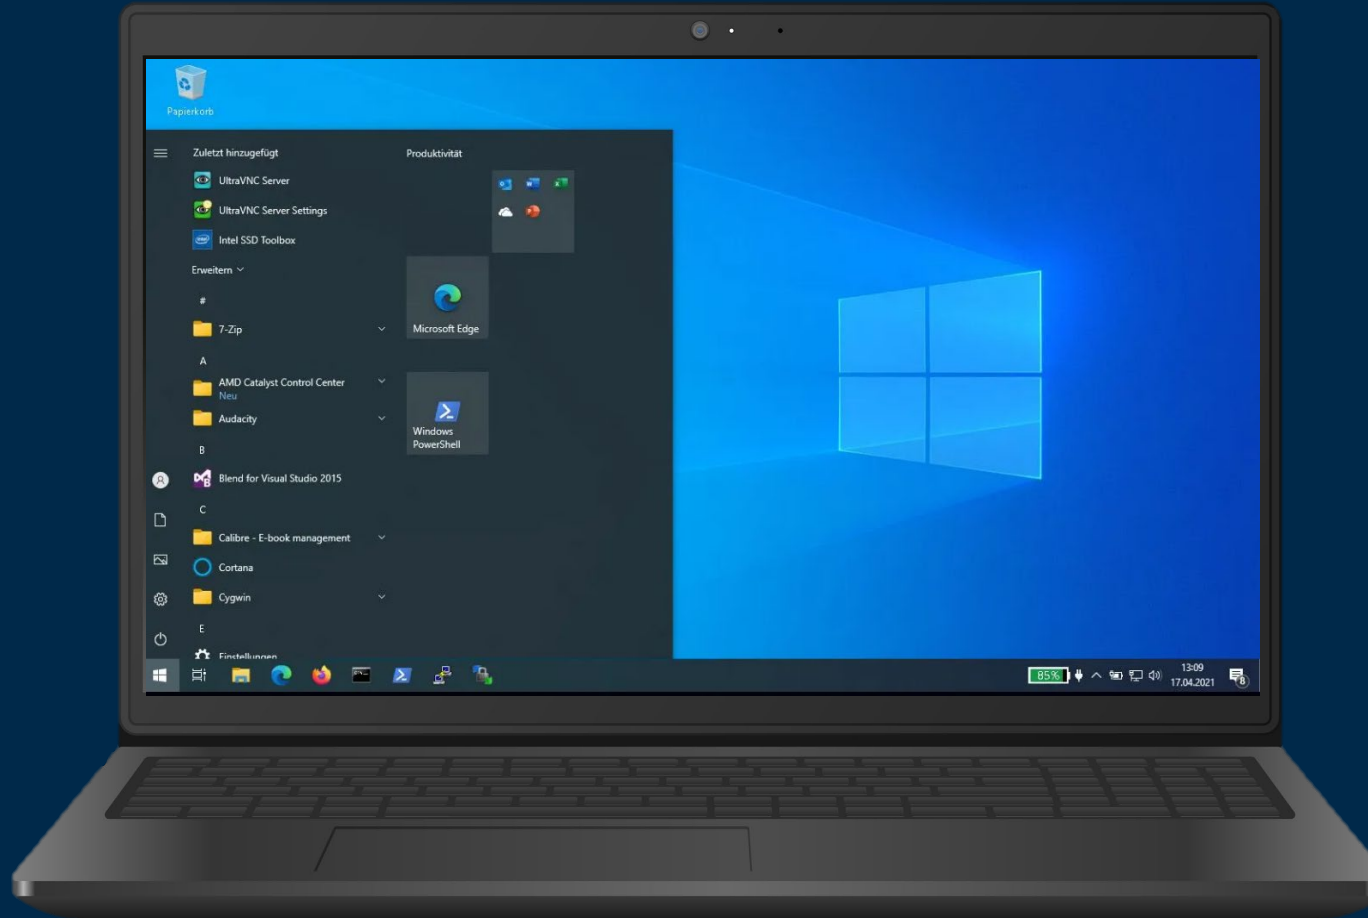 Papierkorb
Zuletzt hinzugefügt
Produktivität
UltraVNC Server
UltraVNC Server Settings
Intel SSD Toolbox
Erweitern
#
7-Zip
Microsoft Edge
A
AMD Catalyst Control Center
Neu
Audacity
Windows
PowerShell
B
Blend for Visual Studio 2015
C
Calibre - E-book management
Cortana
Cygwin
E
Einstellungen
85%
13:09
17.04.2021
8